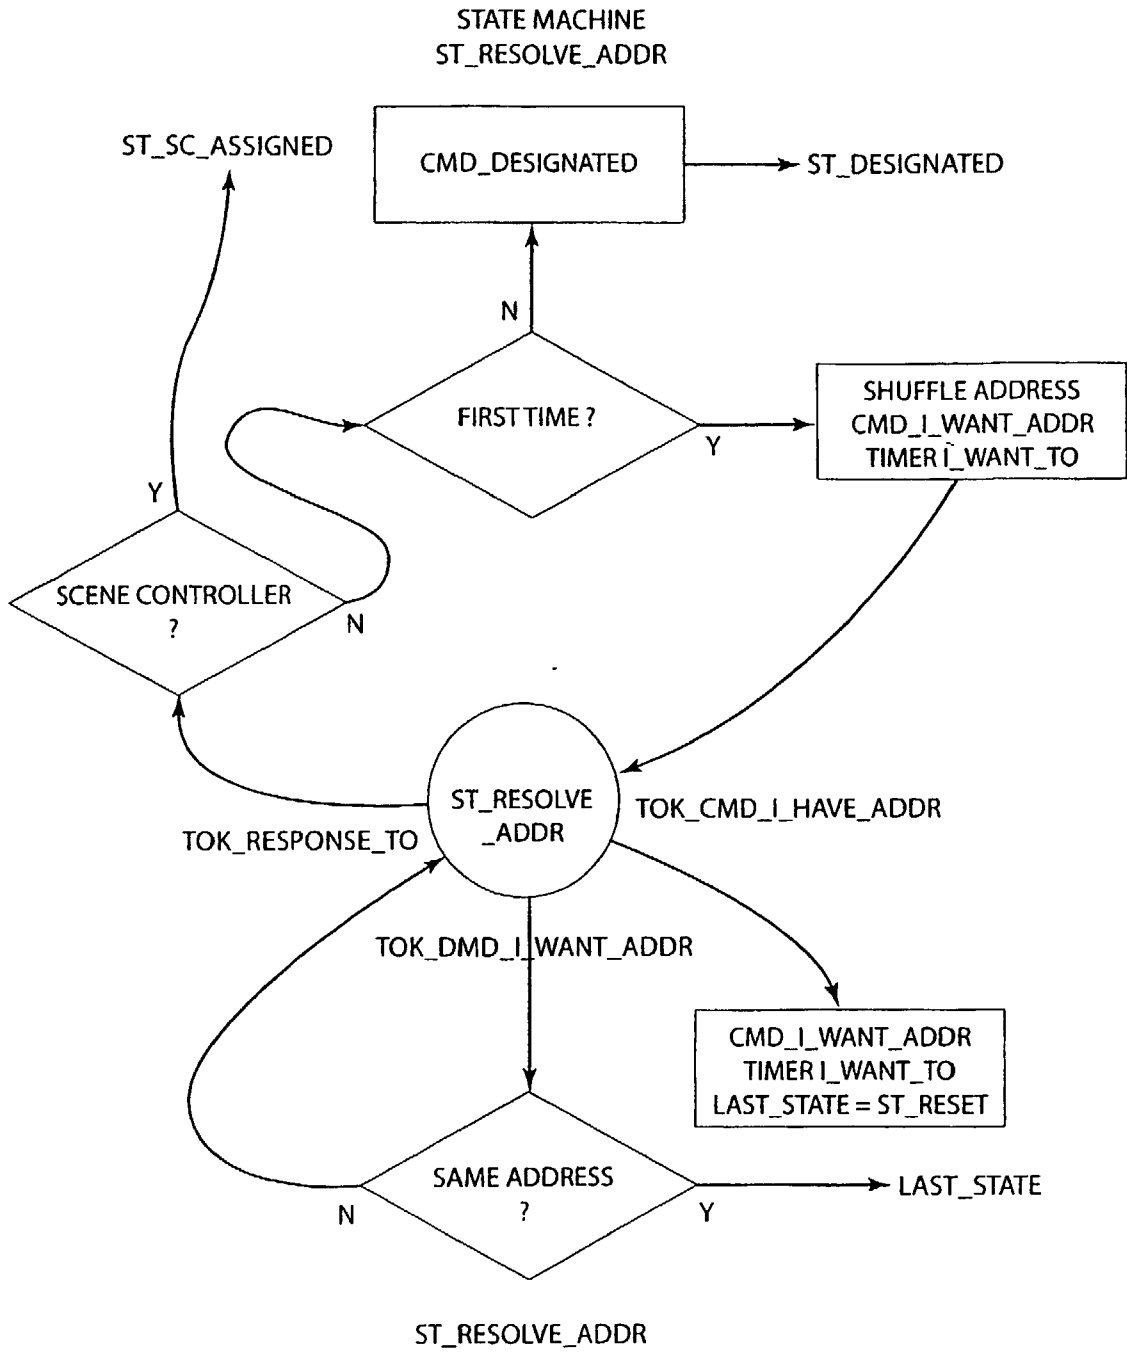 STATE MACHINE
ST_RESOLVE_ADDR
ST_SC_ASSIGNED
CMD_DESIGNATED
ST_DESIGNATED
N
FIRST TIME ?
Y
SHUFFLE ADDRESS
CMD_I_WANT_ADDR
TIMER I_WANT_TO
Y
SCENE CONTROLLER
?
N
ST_RESOLVE
_ADDR
TOK_CMD_I_HAVE_ADDR
TOK_RESPONSE_TO
TOK_DMD_I_WANT_ADDR
CMD_I_WANT_ADDR
TIMER I_WANT_TO
LAST_STATE = ST_RESET
SAME ADDRESS
?
N
Y
LAST_STATE
ST_RESOLVE_ADDR